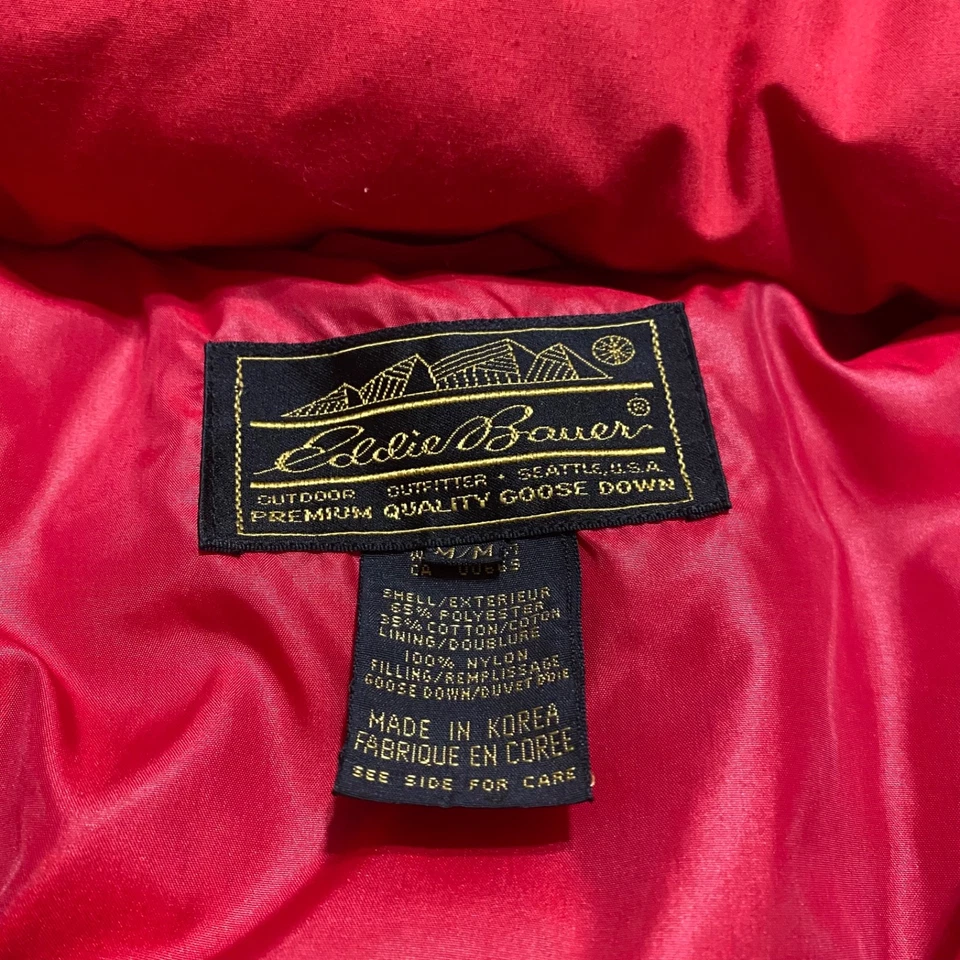 Eddie Bauer®
OUTDOOR OUTFITTER • SEATTLE, U.S.A.
PREMIUM QUALITY GOOSE DOWN
M/M
CA
SHELL/EXTERIEUR
65% POLYESTER
35% COTTON/COTON
LINING/DOUBLURE
100% NYLON
FILLING/REMPLISSAGE
GOOSE DOWN/DUVET D'OIE
MADE IN KOREA
FABRIQUE EN COREE
SEE SIDE FOR CARE